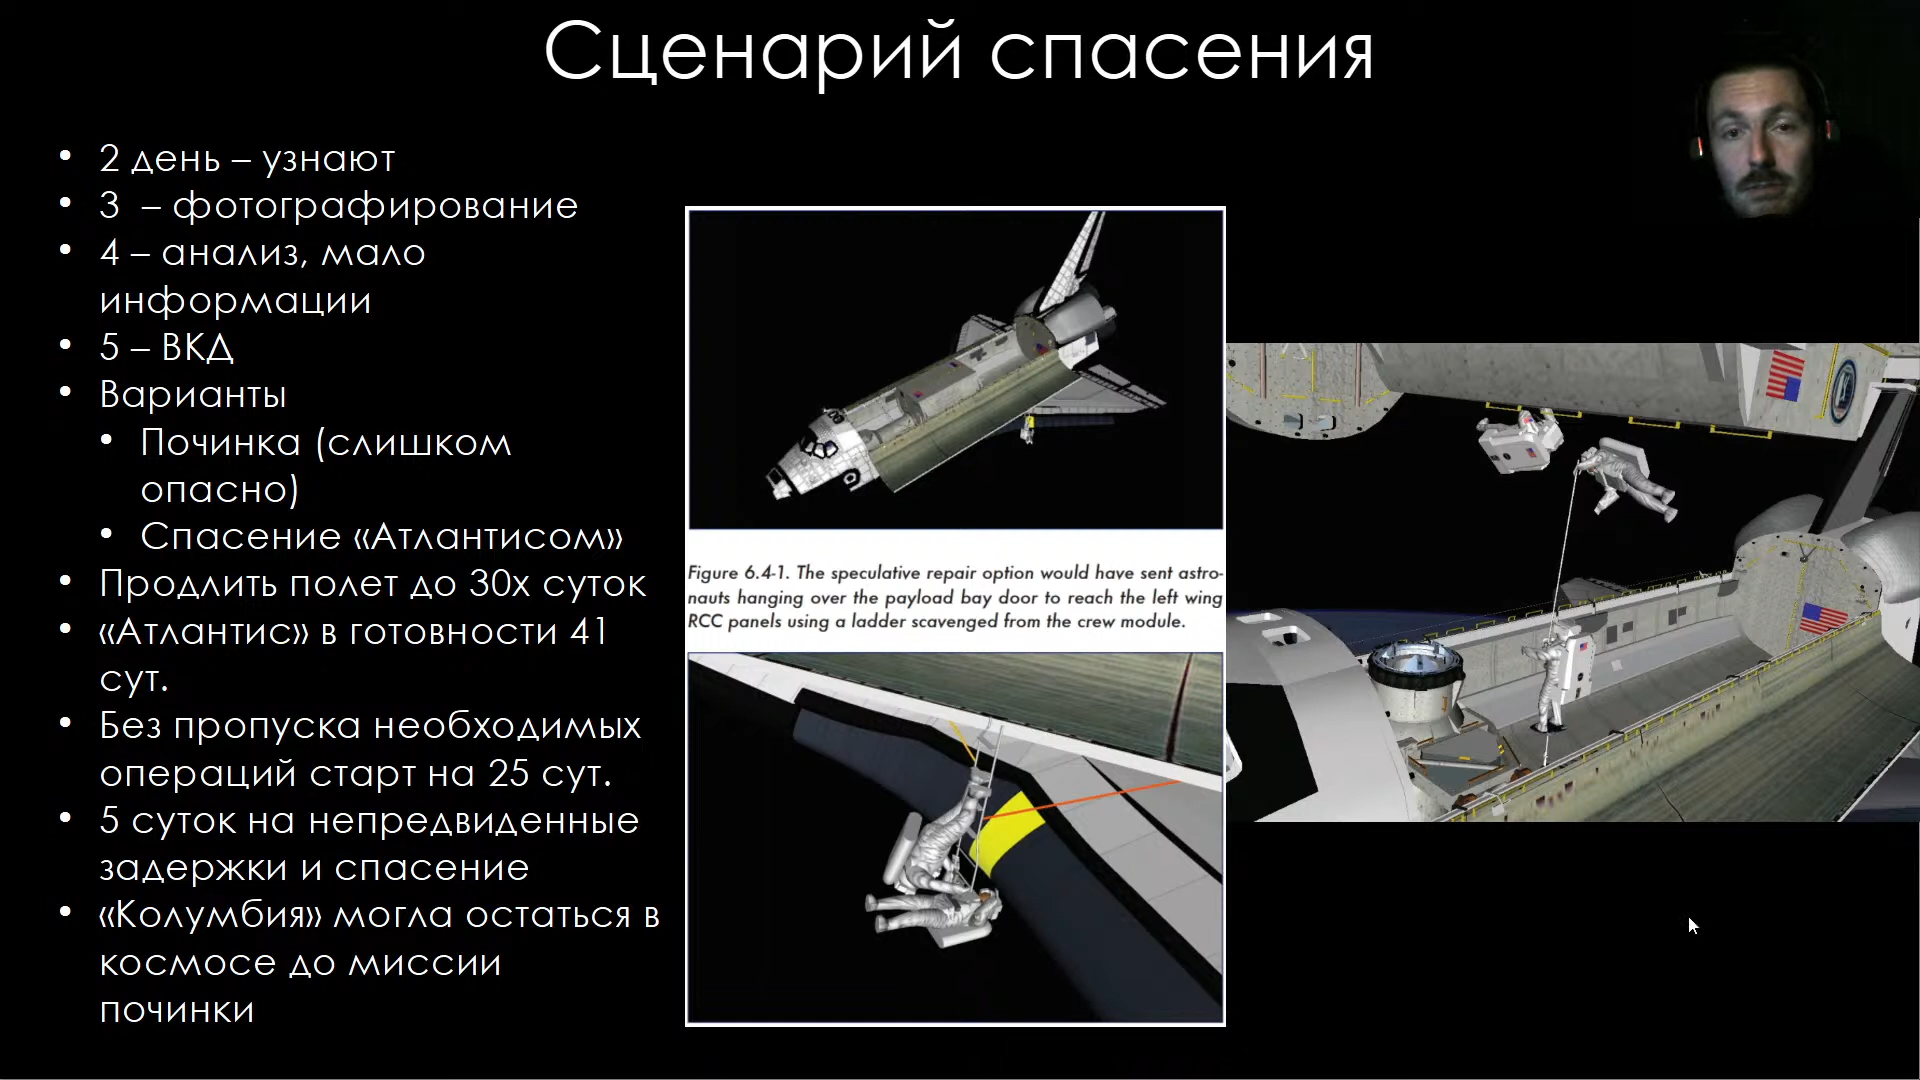 Сценарий спасения
• 2 день – узнают
• 3 – фотографирование
• 4 – анализ, мало
информации
• 5 – ВКД
• Варианты
• Починка (слишком
опасно)
• Спасение «Атлантисом»
• Продлить полет до 30х суток
• «Атлантис» в готовности 41
сут.
• Без пропуска необходимых
операций старт на 25 сут.
• 5 суток на непредвиденные
задержки и спасение
• «Колумбия» могла остаться в
космосе до миссии
починки
Figure 6.4-1. The speculative repair option would have sent astro-
nauts hanging over the payload bay door to reach the left wing
RCC panels using a ladder scavenged from the crew module.